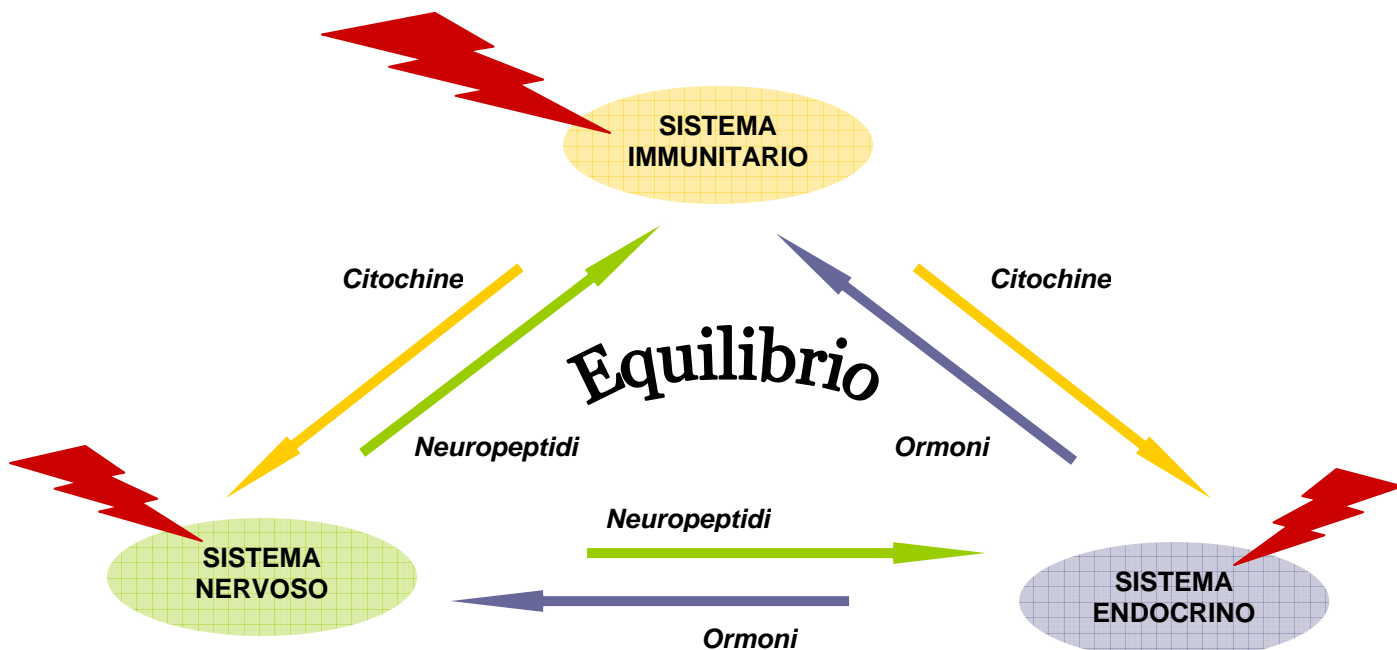 SISTEMA
IMMUNITARIO
Citochine
Citochine
Equilibrio
Neuropeptidi
Ormoni
Neuropeptidi
SISTEMA
NERVOSO
SISTEMA
ENDOCRINO
Ormoni